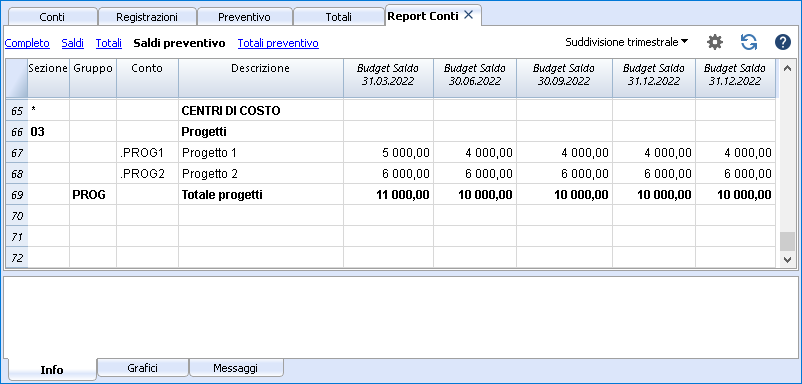 Conti Registrazioni Preventivo Totali Report Conti
Completo Saldi Totali Saldi preventivo Totali preventivo Suddivisione trimestrale
Sezione Gruppo Conto Descrizione Budget Saldo 31.03.2022 Budget Saldo 30.06.2022 Budget Saldo 30.09.2022 Budget Saldo 31.12.2022 Budget Saldo 31.12.2022
65 * CENTRI DI COSTO
66 03 Progetti
67 .PROG1 Progetto 1 5 000,00 4 000,00 4 000,00 4 000,00 4 000,00
68 .PROG2 Progetto 2 6 000,00 6 000,00 6 000,00 6 000,00 6 000,00
69 PROG Totale progetti 11 000,00 10 000,00 10 000,00 10 000,00 10 000,00
70
71
72
Info Grafici Messaggi